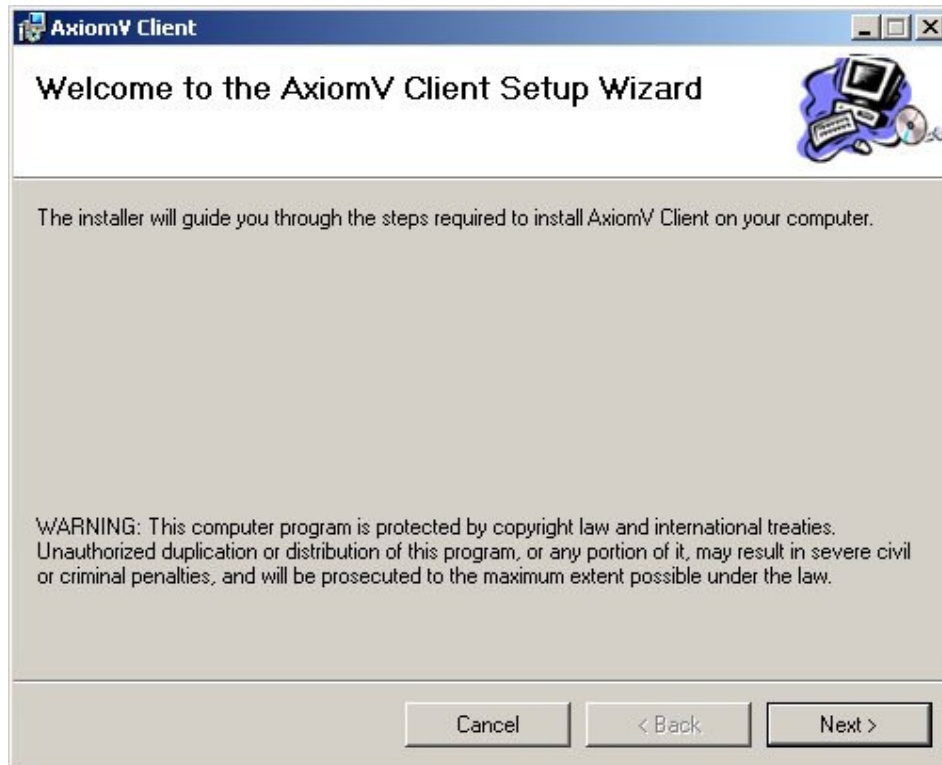 AxiomV Client
Welcome to the AxiomV Client Setup Wizard
The installer will guide you through the steps required to install AxiomV Client on your computer.
WARNING: This computer program is protected by copyright law and international treaties.
Unauthorized duplication or distribution of this program, or any portion of it, may result in severe civil
or criminal penalties, and will be prosecuted to the maximum extent possible under the law.
Cancel
< Back
Next >